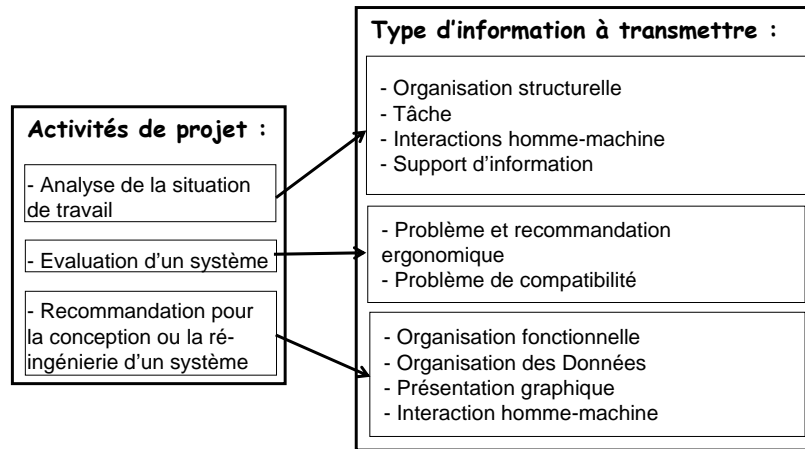 Activités de projet :
- Analyse de la situation
de travail
- Evaluation d'un système
- Recommandation pour
la conception ou la ré-
ingénierie d'un système
Type d'information à transmettre :
- Organisation structurelle
- Tâche
- Interactions homme-machine
- Support d'information
- Problème et recommandation
ergonomique
- Problème de compatibilité
- Organisation fonctionnelle
- Organisation des Données
- Présentation graphique
- Interaction homme-machine